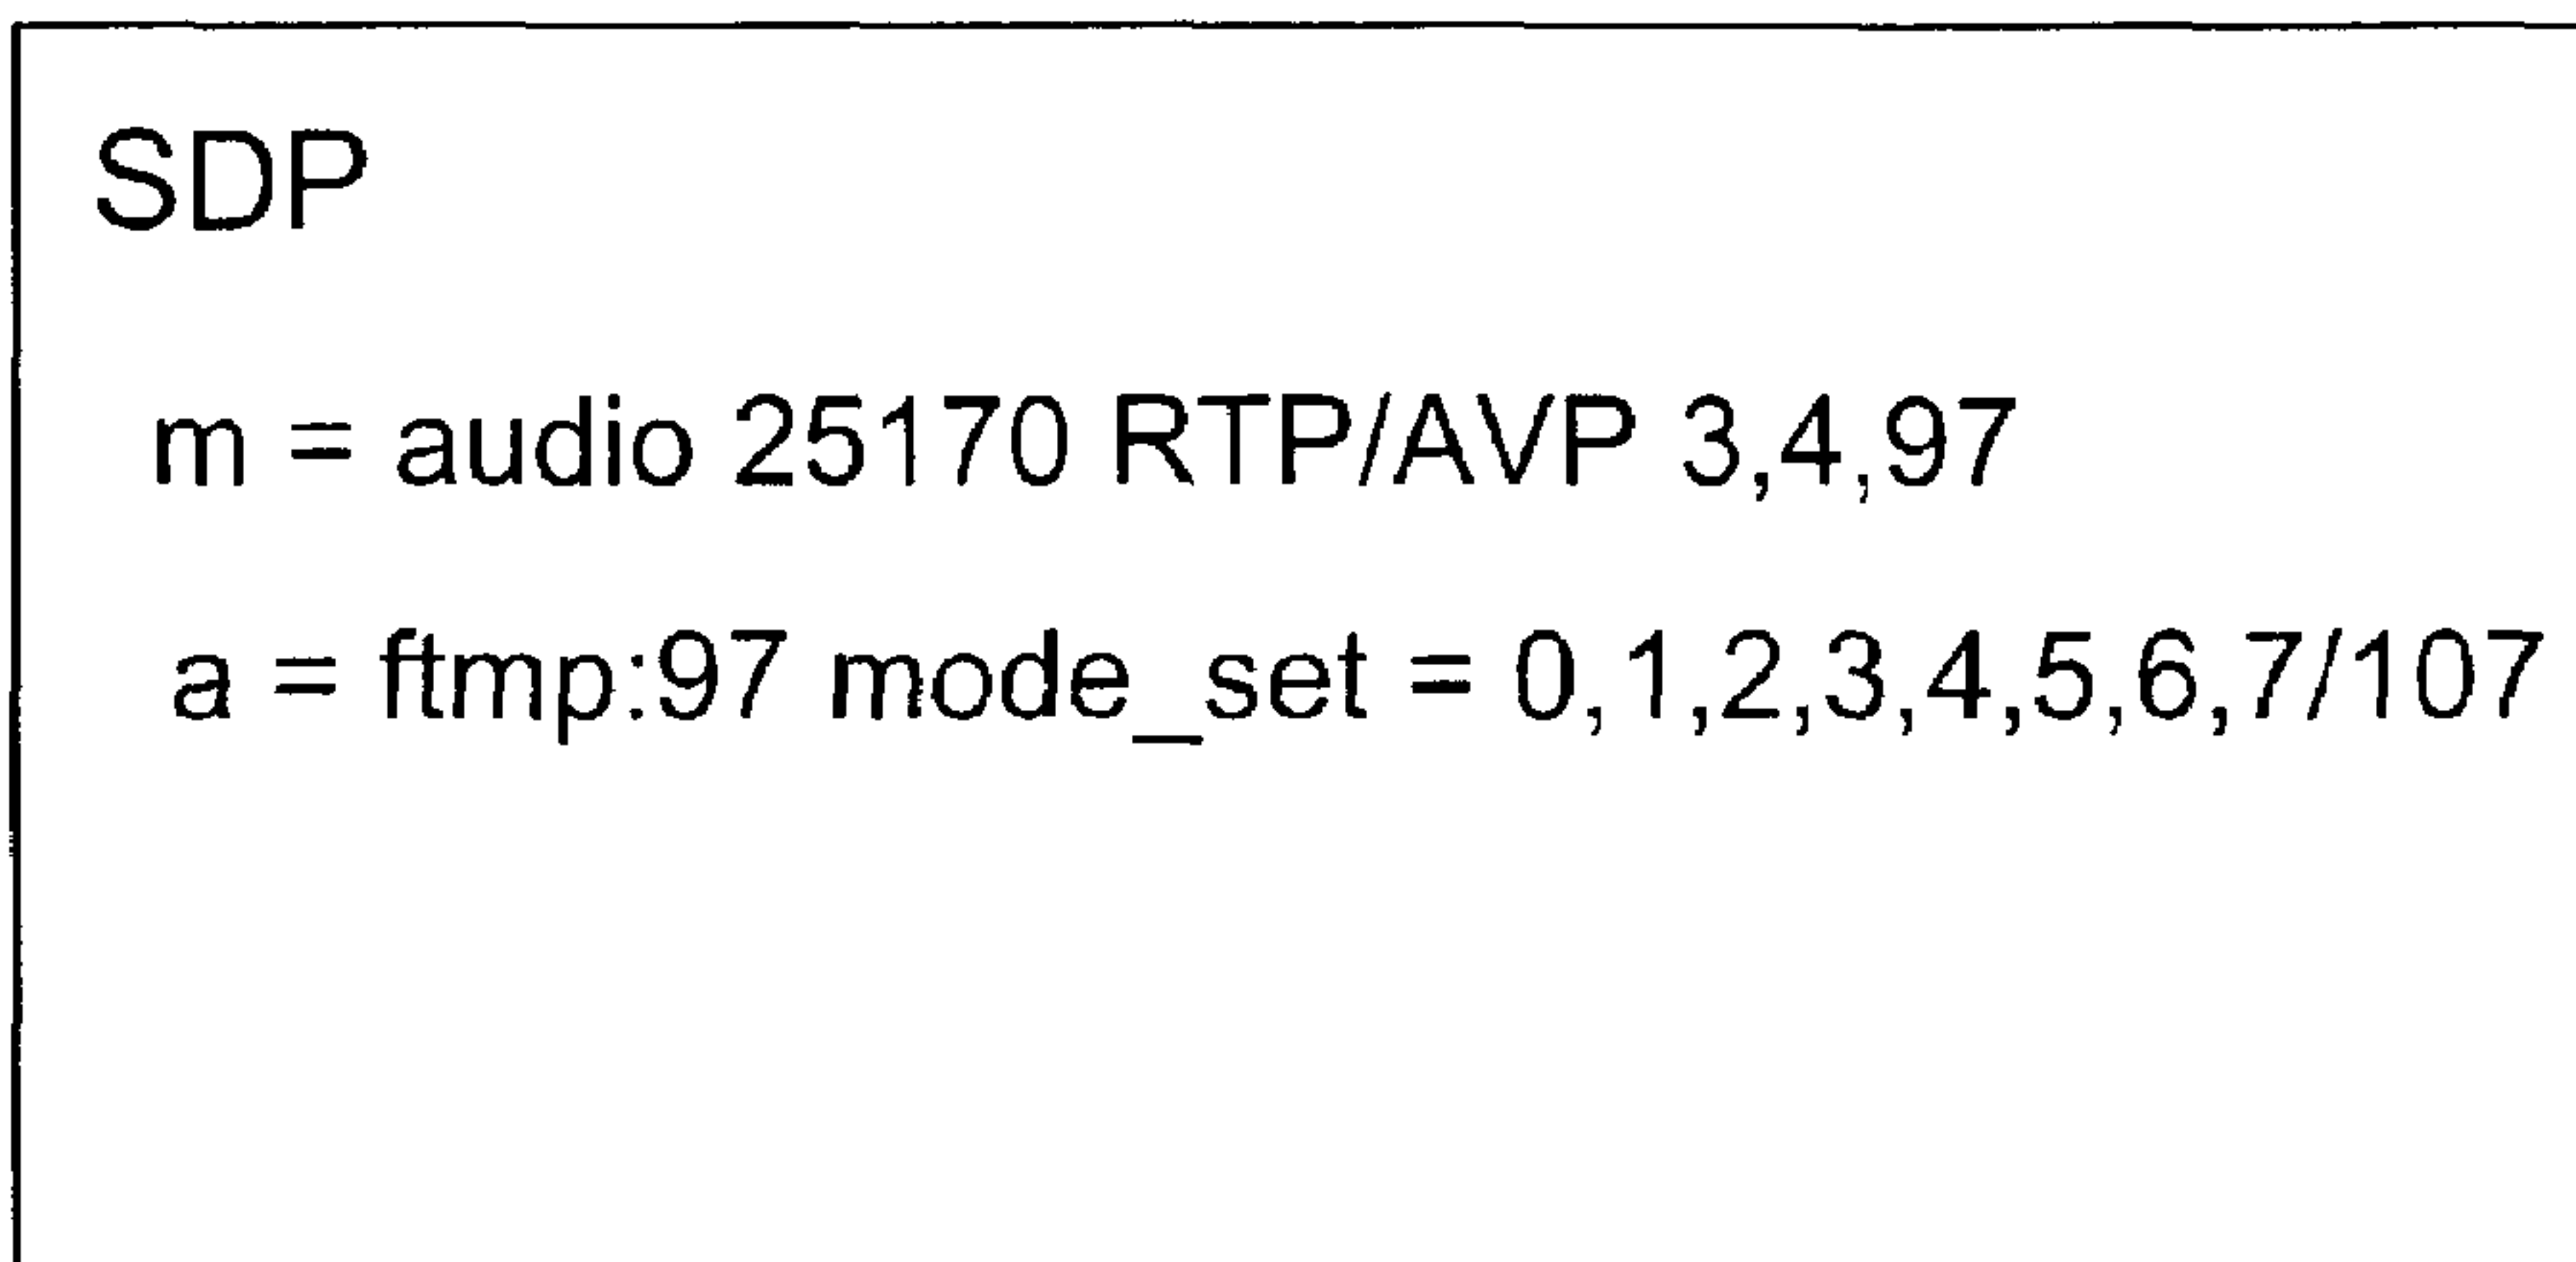 SDP
m = audio 25170 RTP/AVP 3,4,97
a = ftmp:97 mode_set = 0,1,2,3,4,5,6,7/107